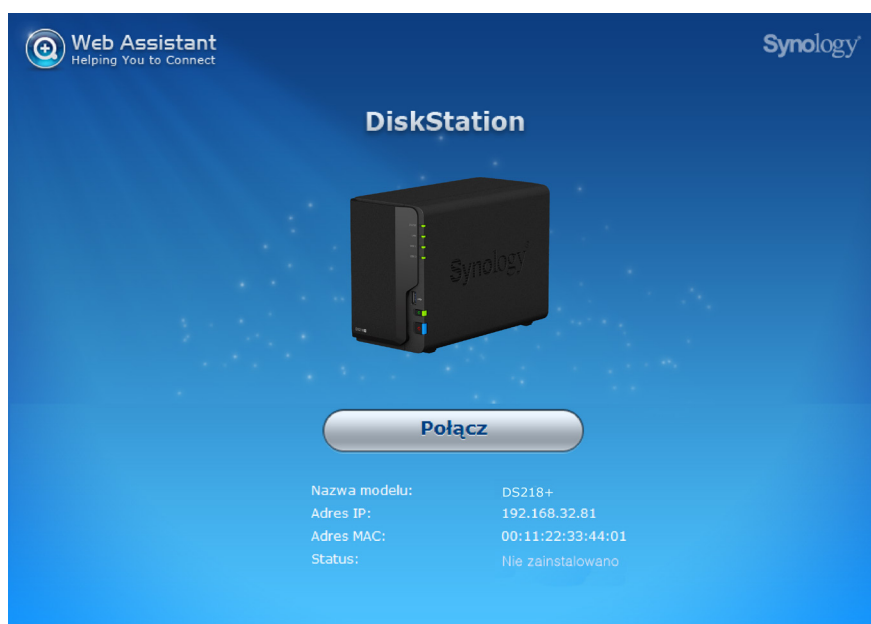 Web Assistant
Helping You to Connect
Synology
DiskStation
Synology
Połącz
Nazwa modelu: DS218+
Adres IP: 192.168.32.81
Adres MAC: 00:11:22:33:44:01
Status: Nie zainstalowano